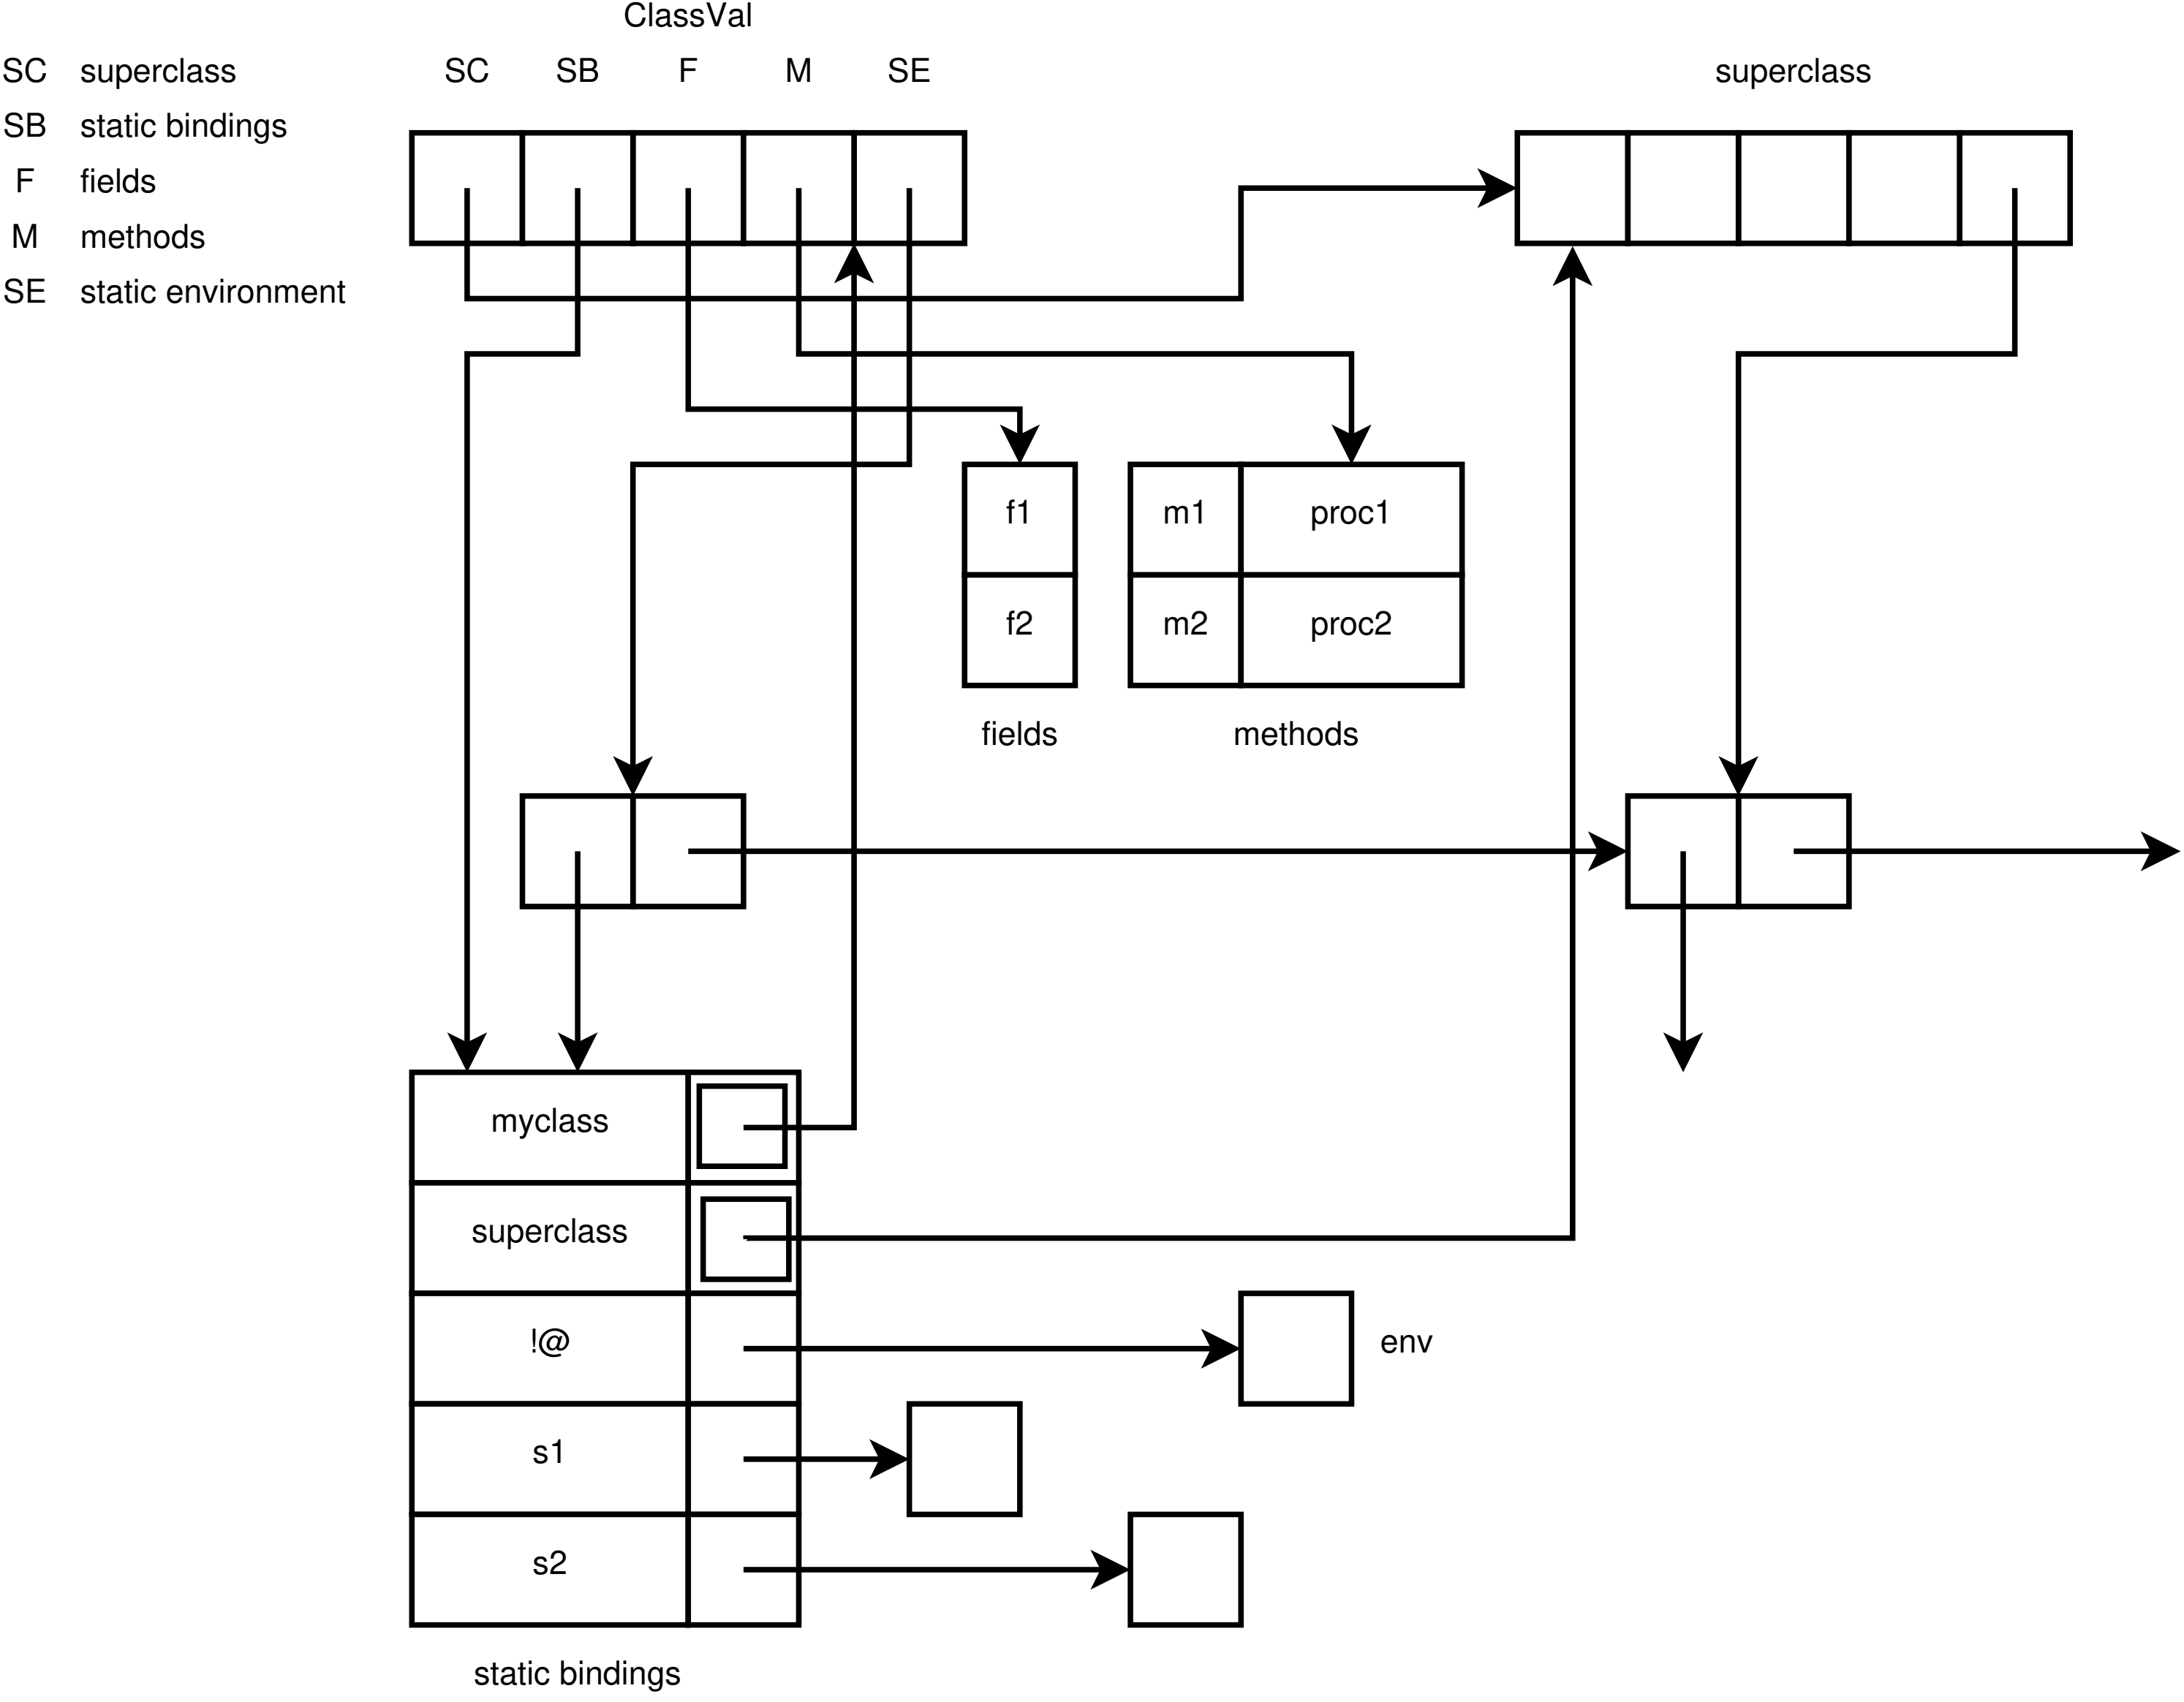 ClassVal
SC superclass SC SB F M SE superclass
SB static bindings
F fields
M methods
SE static environment
f1 m1 proc1
f2 m2 proc2
fields methods
myclass
superclass
!@ env
s1
s2
static bindings